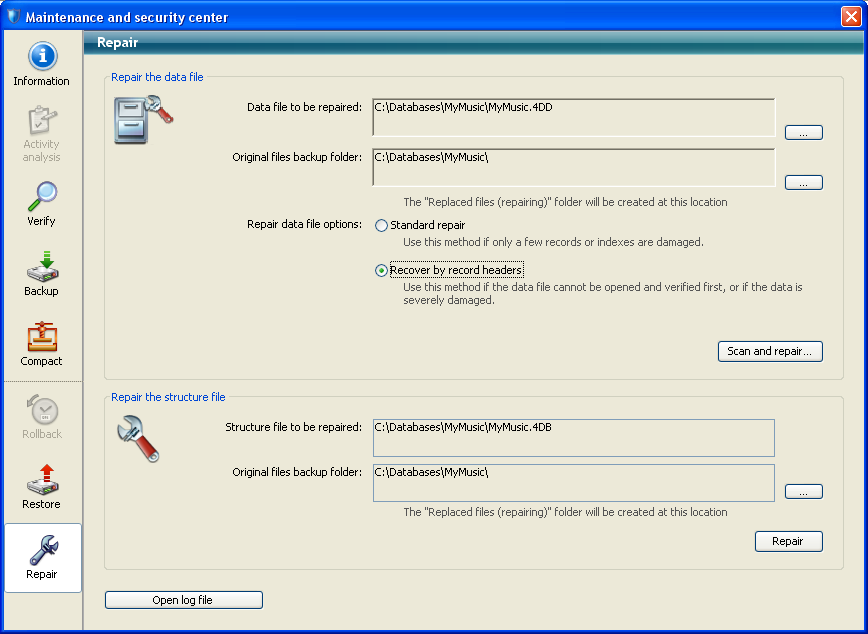 Maintenance and security center
Repair
Information
Activity
analysis
Verify
Backup
Compact
Rollback
Restore
Repair
Repair the data file
Data file to be repaired:
C:\Databases\MyMusic\MyMusic.4DD
...
Original files backup folder:
C:\Databases\MyMusic\
...
The "Replaced files (repairing)" folder will be created at this location
Repair data file options:
Standard repair
Use this method if only a few records or indexes are damaged.
Recover by record headers
Use this method if the data file cannot be opened and verified first, or if the data is
severely damaged.
Scan and repair...
Repair the structure file
Structure file to be repaired:
C:\Databases\MyMusic\MyMusic.4DB
Original files backup folder:
C:\Databases\MyMusic\
...
The "Replaced files (repairing)" folder will be created at this location
Repair
Open log file